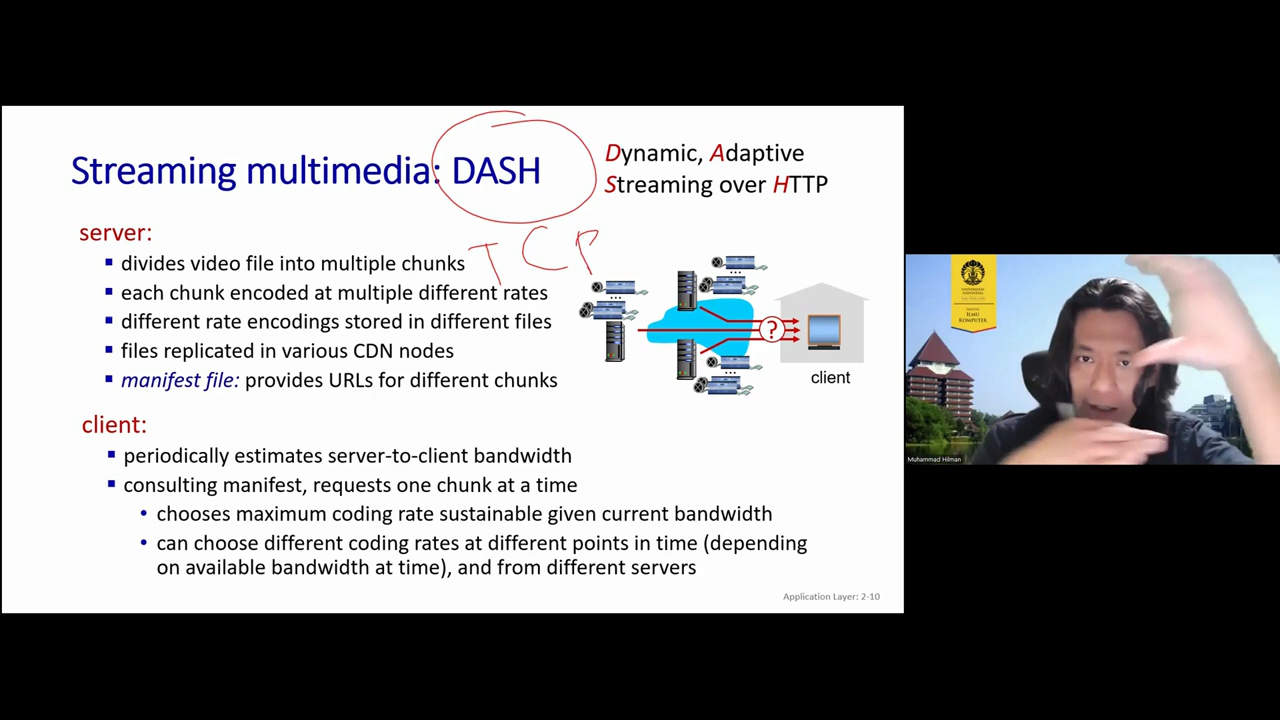 Streaming multimedia: DASH
Dynamic, Adaptive
Streaming over HTTP
server:
TCP
▪ divides video file into multiple chunks
▪ each chunk encoded at multiple different rates
▪ different rate encodings stored in different files
▪ files replicated in various CDN nodes
▪ manifest file: provides URLs for different chunks
...
...
...
?
client
client:
▪ periodically estimates server-to-client bandwidth
▪ consulting manifest, requests one chunk at a time
• chooses maximum coding rate sustainable given current bandwidth
• can choose different coding rates at different points in time (depending
on available bandwidth at time), and from different servers
Application Layer: 2-10
UNIVERSITAS
INDONESIA
ILMU
KOMPUTER
Muhammad Hilman